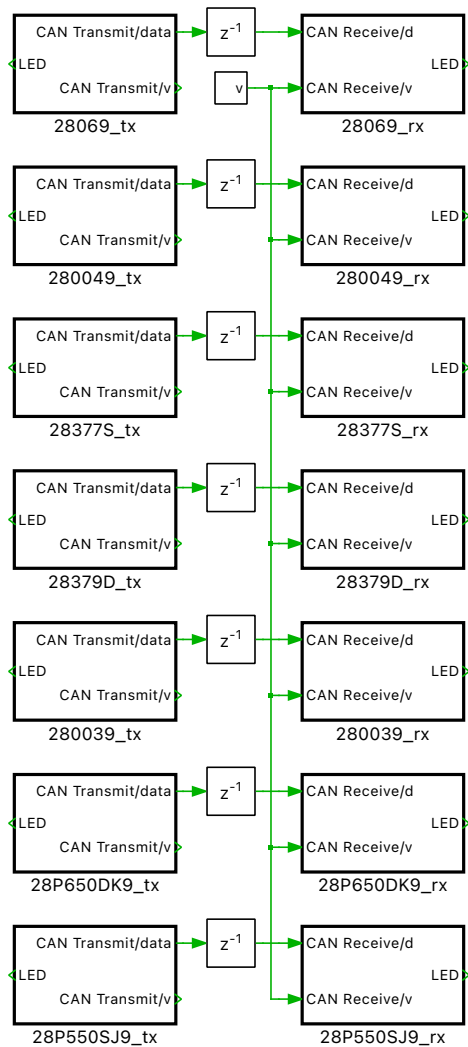 CAN Transmit/data
z-1
CAN Receive/d
LED
LED
CAN Transmit/v
v
CAN Receive/v
28069_tx
28069_rx
CAN Transmit/data
z-1
CAN Receive/d
LED
LED
CAN Transmit/v
CAN Receive/v
280049_tx
280049_rx
CAN Transmit/data
z-1
CAN Receive/d
LED
LED
CAN Transmit/v
CAN Receive/v
28377S_tx
28377S_rx
CAN Transmit/data
z-1
CAN Receive/d
LED
LED
CAN Transmit/v
CAN Receive/v
28379D_tx
28379D_rx
CAN Transmit/data
z-1
CAN Receive/d
LED
LED
CAN Transmit/v
CAN Receive/v
280039_tx
280039_rx
CAN Transmit/data
z-1
CAN Receive/d
LED
LED
CAN Transmit/v
CAN Receive/v
28P650DK9_tx
28P650DK9_rx
CAN Transmit/data
z-1
CAN Receive/d
LED
LED
CAN Transmit/v
CAN Receive/v
28P550SJ9_tx
28P550SJ9_rx